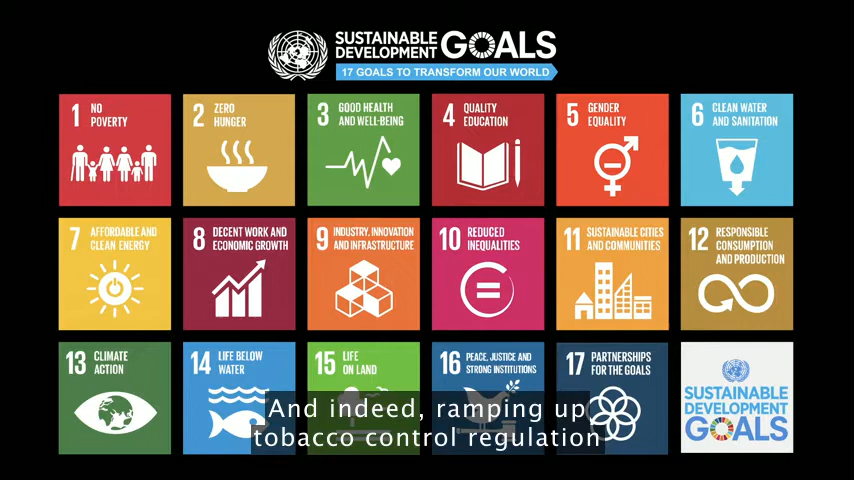 SUSTAINABLE
DEVELOPMENT
GOALS
17 GOALS TO TRANSFORM OUR WORLD
1 NO
POVERTY
2 ZERO
HUNGER
3 GOOD HEALTH
AND WELL-BEING
4 QUALITY
EDUCATION
5 GENDER
EQUALITY
6 CLEAN WATER
AND SANITATION
7 AFFORDABLE AND
CLEAN ENERGY
8 DECENT WORK AND
ECONOMIC GROWTH
9 INDUSTRY, INNOVATION
AND INFRASTRUCTURE
10 REDUCED
INEQUALITIES
11 SUSTAINABLE CITIES
AND COMMUNITIES
12 RESPONSIBLE
CONSUMPTION
AND PRODUCTION
13 CLIMATE
ACTION
14 LIFE BELOW
WATER
15 LIFE
ON LAND
16 PEACE, JUSTICE AND
STRONG INSTITUTIONS
17 PARTNERSHIPS
FOR THE GOALS
SUSTAINABLE
DEVELOPMENT
GOALS
And indeed, ramping up
tobacco control regulation